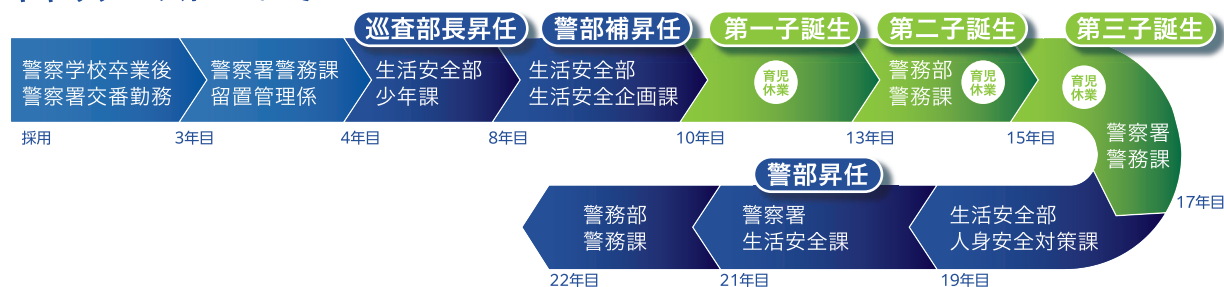 巡査部長昇任
警部補昇任
第一子誕生
第二子誕生
第三子誕生
警察学校卒業後
警察署交番勤務
警察署警務課
留置管理係
生活安全部
少年課
生活安全部
生活安全企画課
育児
休業
警務部
警務課
育児
休業
育児
休業
警察署
警務課
採用
3年目
4年目
8年目
10年目
13年目
15年目
17年目
警部昇任
生活安全部
人身安全対策課
警察署
生活安全課
警務部
警務課
19年目
21年目
22年目